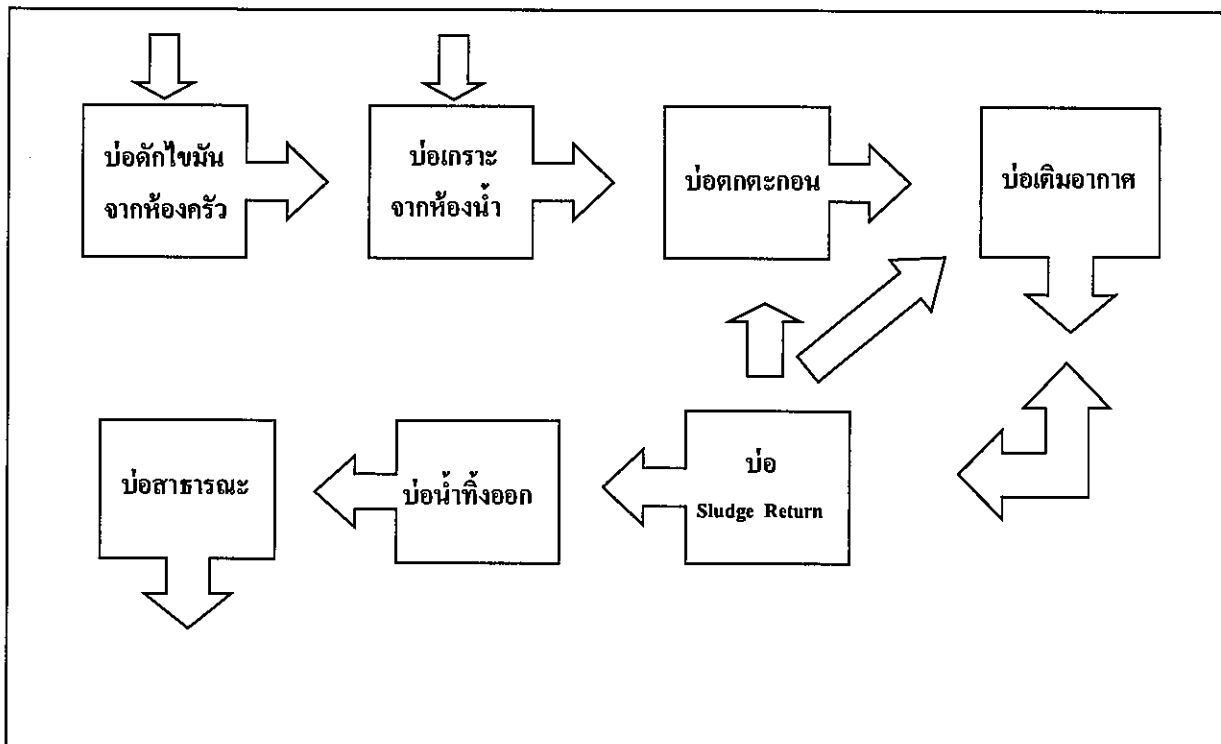 บ่อดักไขมัน
จากห้องครัว
บ่อเกราะ
จากห้องน้ำ
บ่อตกตะกอน
บ่อเติมอากาศ
บ่อสาธารณะ
บ่อน้ำทิ้งออก
บ่อ
Sludge Return